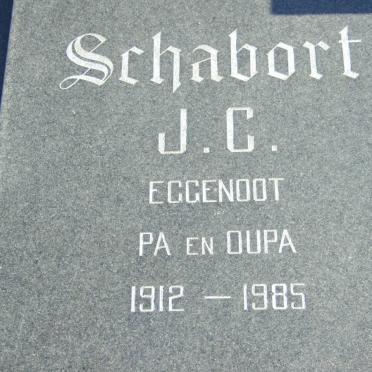 Schabort
J.C.
EGGENOOT
PA EN OUPA
1912 – 1985